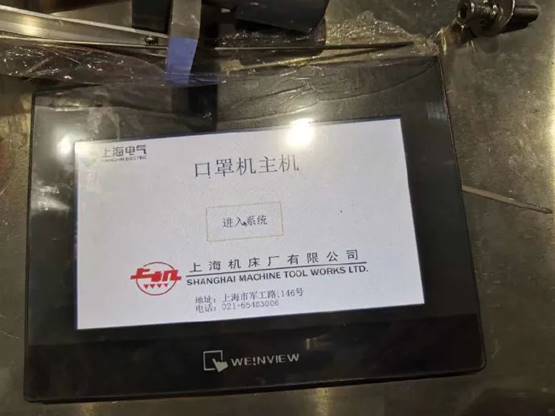 上海电气
SHANGHAI ELECTRIC
口罩机主机
进入系统
上海机床厂有限公司
SHANGHAI MACHINE TOOL WORKS LTD.
地址：上海市军工路1146号
电话：021-65483006
WEINVIEW